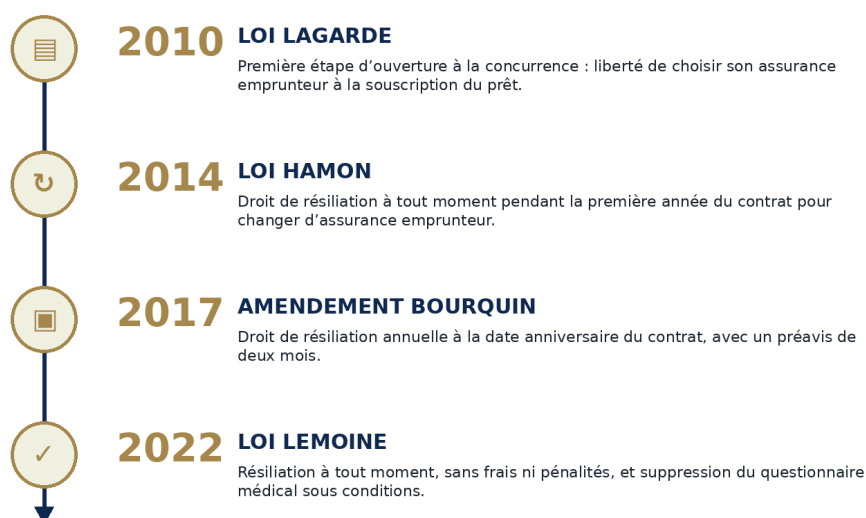 2010 LOI LAGARDE
Première étape d’ouverture à la concurrence : liberté de choisir son assurance
emprunteur à la souscription du prêt.
2014 LOI HAMON
Droit de résiliation à tout moment pendant la première année du contrat pour
changer d’assurance emprunteur.
2017 AMENDEMENT BOURQUIN
Droit de résiliation annuelle à la date anniversaire du contrat, avec un préavis de
deux mois.
2022 LOI LEMOINE
Résiliation à tout moment, sans frais ni pénalités, et suppression du questionnaire
médical sous conditions.